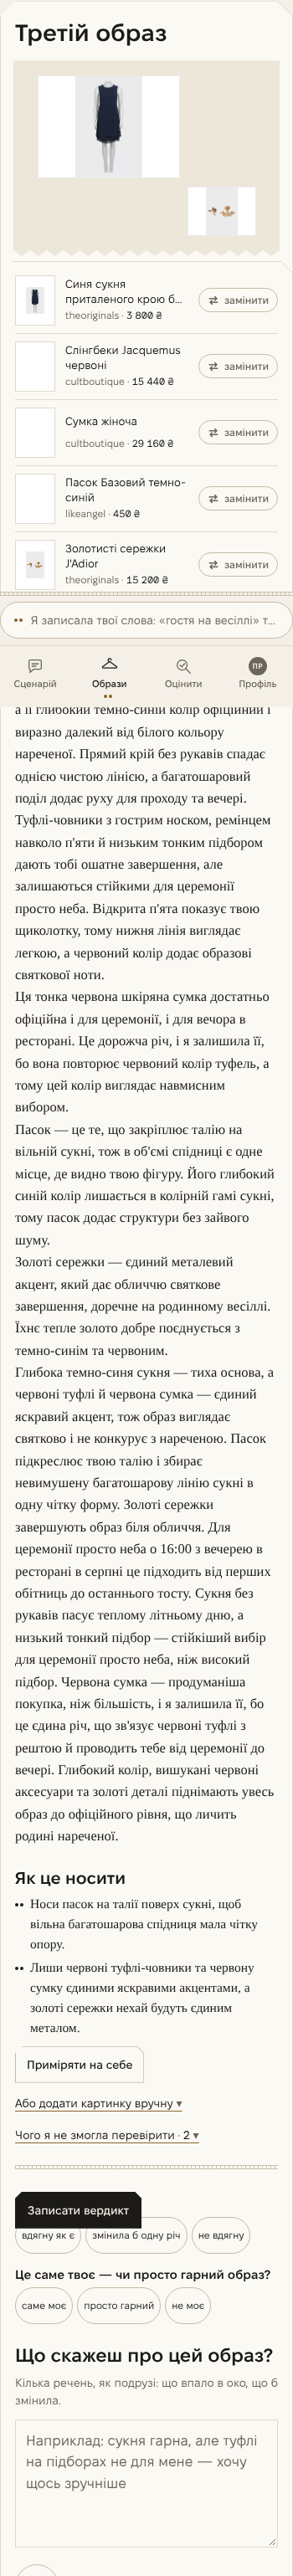 Третій образ
Синя сукня
приталеного крою б...
theoriginals · 3 800 ₴
замінити
Слінгбеки Jacquemus
червоні
cultboutique · 15 440 ₴
замінити
Сумка жіноча
cultboutique · 29 160 ₴
замінити
Пасок Базовий темно-
синій
likeangel · 450 ₴
замінити
Золотисті сережки
J'Adior
theoriginals · 15 200 ₴
замінити
Я записала твої слова: «гостя на весіллі» т...
Сценарій
Образи
Оцінити
ПР
Профіль
а її глибокий темно-синій колір офіційний і
виразно далекий від білого кольору
нареченої. Прямий крій без рукавів спадає
однією чистою лінією, а багатошаровий
поділ додає руху для проходу та вечері.
Туфлі-човники з гострим носком, ремінцем
навколо п'яти й низьким тонким підбором
дають тобі ошатне завершення, але
залишаються стійкими для церемонії
просто неба. Відкрита п'ята показує твою
щиколотку, тому нижня лінія виглядає
легкою, а червоний колір додає образові
святкової ноти.
Ця тонка червона шкіряна сумка достатньо
офіційна і для церемонії, і для вечора в
ресторані. Це дорожча річ, і я залишила її,
бо вона повторює червоний колір туфель, а
тому цей колір виглядає навмисним
вибором.
Пасок — це те, що закріплює талію на
вільній сукні, тож в об'ємі спідниці є одне
місце, де видно твою фігуру. Його глибокий
синій колір лишається в колірній гамі сукні,
тому пасок додає структури без зайвого
шуму.
Золоті сережки — єдиний металевий
акцент, який дає обличчю святкове
завершення, доречне на родинному весіллі.
Їхнє тепле золото добре поєднується з
темно-синім та червоним.
Глибока темно-синя сукня — тиха основа, а
червоні туфлі й червона сумка — єдиний
яскравий акцент, тож образ виглядає
святково і не конкурує з нареченою. Пасок
підкреслює твою талію і збирає
невимушену багатошарову лінію сукні в
одну чітку форму. Золоті сережки
завершують образ біля обличчя. Для
церемонії просто неба о 16:00 з вечерею в
ресторані в серпні це підходить від перших
обітниць до останнього тосту. Сукня без
рукавів пасує теплому літньому дню, а
низький тонкий підбор — стійкіший вибір
для церемонії просто неба, ніж високий
підбор. Червона сумка — продуманіша
покупка, ніж більшість, і я залишила її, бо
це єдина річ, що зв'язує червоні туфлі з
рештою й проводить тебе від церемонії до
вечері. Глибокий колір, вишукані червоні
аксесуари та золоті деталі піднімають увесь
образ до офіційного рівня, що личить
родині нареченої.
Як це носити
Носи пасок на талії поверх сукні, щоб
вільна багатошарова спідниця мала чітку
опору.
Лиши червоні туфлі-човники та червону
сумку єдиними яскравими акцентами, а
золоті сережки нехай будуть єдиним
металом.
Приміряти на себе
Або додати картинку вручну ▾
Чого я не змогла перевірити · 2 ▾
Записати вердикт
вдягну як є
змінила б одну річ
не вдягну
Це саме твоє — чи просто гарний образ?
саме моє
просто гарний
не моє
Що скажеш про цей образ?
Кілька речень, як подрузі: що впало в око, що б
змінила.
Наприклад: сукня гарна, але туфлі
на підборах не для мене — хочу
щось зручніше